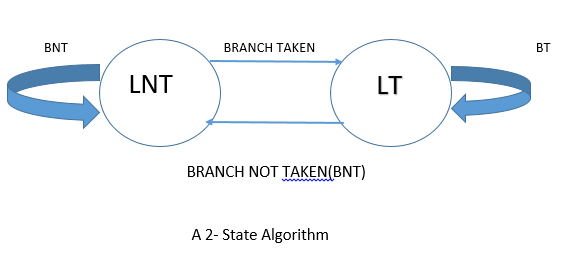 BNT
BRANCH TAKEN
BT
LNT
LT
BRANCH NOT TAKEN(BNT)
A 2- State Algorithm